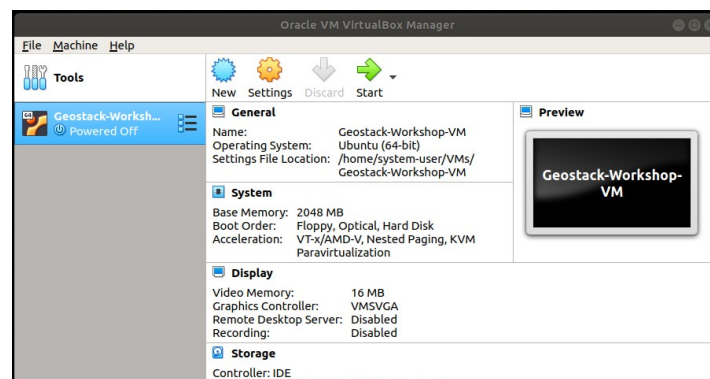 Oracle VM VirtualBox Manager
File Machine Help
Tools
New Settings Discard Start
Geostack-Worksh...
Powered Off
General
Name: Geostack-Workshop-VM
Operating System: Ubuntu (64-bit)
Settings File Location: /home/system-user/VMs/
Geostack-Workshop-VM
Preview
Geostack-Workshop-
VM
System
Base Memory: 2048 MB
Boot Order: Floppy, Optical, Hard Disk
Acceleration: VT-x/AMD-V, Nested Paging, KVM
Paravirtualization
Display
Video Memory: 16 MB
Graphics Controller: VMSVGA
Remote Desktop Server: Disabled
Recording: Disabled
Storage
Controller: IDE